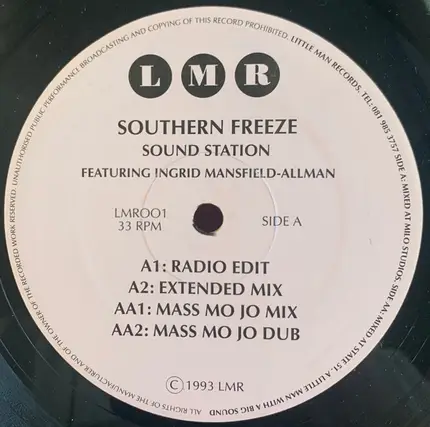 LMR
SOUTHERN FREEZE
SOUND STATION
FEATURING INGRID MANSFIELD-ALLMAN
LMROO1
33 RPM
SIDE A
A1: RADIO EDIT
A2: EXTENDED MIX
AA1: MASS MO JO MIX
AA2: MASS MO JO DUB
© 1993 LMR
ALL RIGHTS OF THE MANUFACTURER AND OF THE OWNER OF THE RECORDED WORK RESERVED. UNAUTHORISED PUBLIC PERFORMANCE, BROADCASTING AND COPYING OF THIS RECORD PROHIBITED. LITTLE MAN RECORDS. TEL: 081 985 3757 SIDE A: MIXED AT MILO STUDIOS, SIDE AA: MIXED AT STATE 51, A LITTLE MAN WITH A BIG SOUND